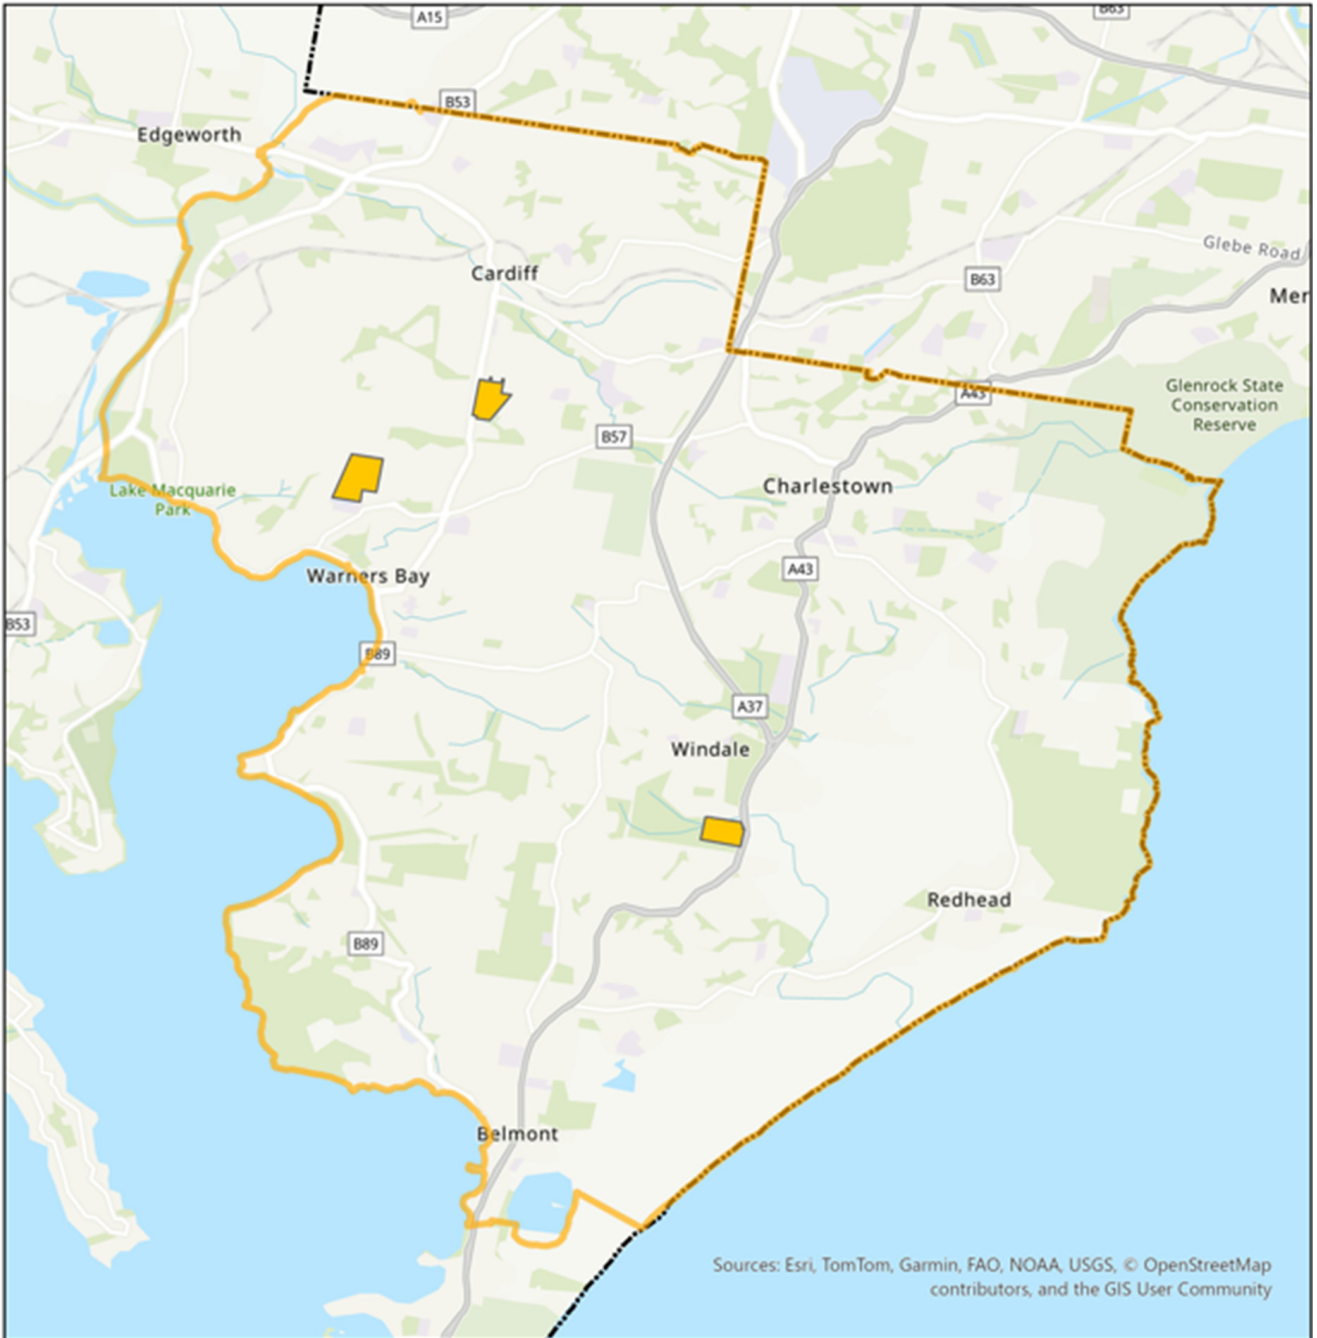 A15
B63
B53
Edgeworth
Glebe Road
Cardiff
B63
Mer
A43
Glenrock State
Conservation
Reserve
B57
Charlestown
Lake Macquarie
Park
A43
Warners Bay
B53
B89
A37
Windale
Redhead
B89
Belmont
Sources: Esri, TomTom, Garmin, FAO, NOAA, USGS, © OpenStreetMap
contributors, and the GIS User Community